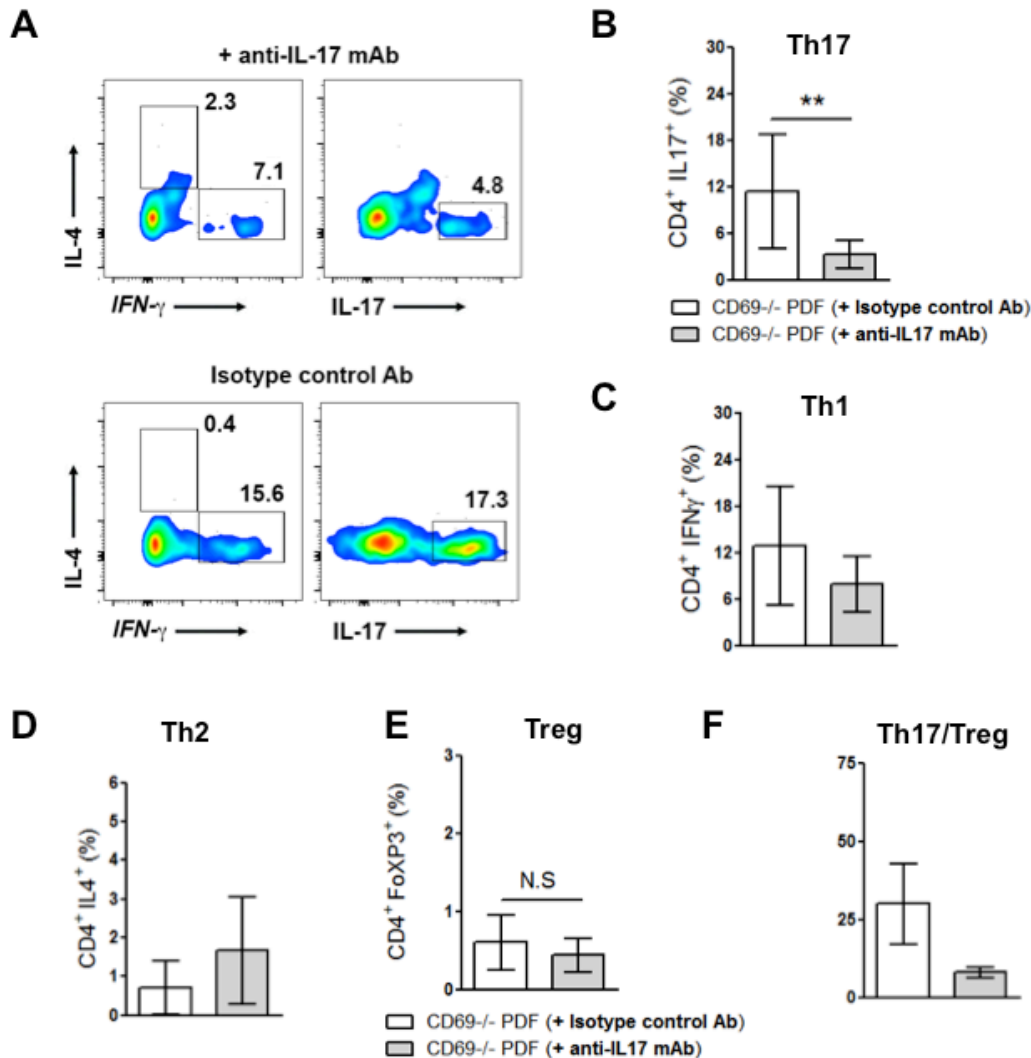 A
+ anti-IL-17 mAb
2.3
7.1
4.8
IL-4
IFN-γ
IL-17
Isotype control Ab
0.4
15.6
17.3
IL-4
IFN-γ
IL-17
B
Th17
CD4+ IL17+ (%)
30
24
18
12
6
0
**
CD69-/- PDF (+ Isotype control Ab)
CD69-/- PDF (+ anti-IL17 mAb)
C
Th1
CD4+ IFNγ+ (%)
30
24
18
12
6
0
D
Th2
CD4+ IL4+ (%)
6
5
4
3
2
1
0
E
Treg
CD4+ FoXP3+ (%)
3
2
1
0
N.S
CD69-/- PDF (+ Isotype control Ab)
CD69-/- PDF (+ anti-IL17 mAb)
F
Th17/Treg
75
50
25
0